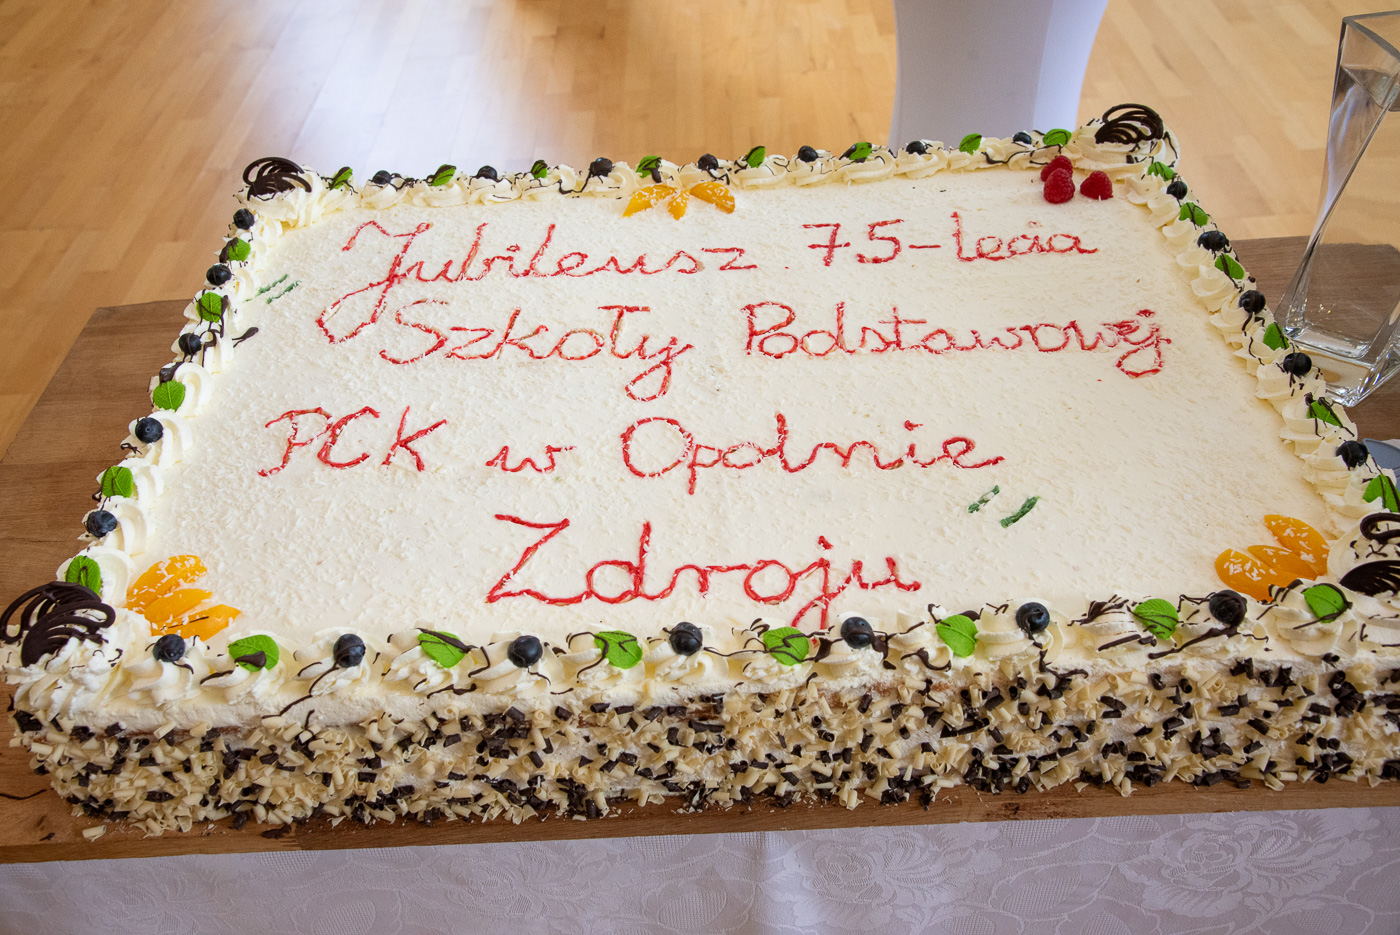 Jubileusz 75-lecia
Szkoły Podstawowej
PCK w Opolnie
Zdroju